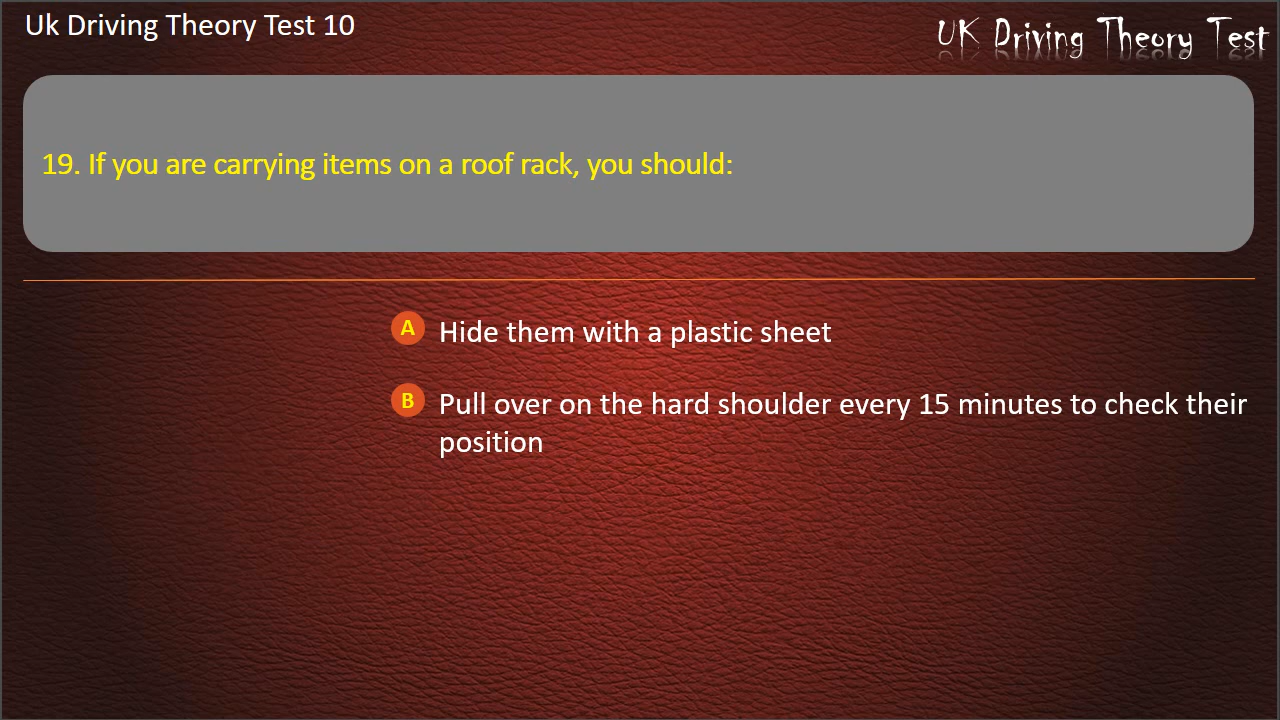 Uk Driving Theory Test 10
UK Driving Theory Test
19. If you are carrying items on a roof rack, you should:
A Hide them with a plastic sheet
B Pull over on the hard shoulder every 15 minutes to check their
position